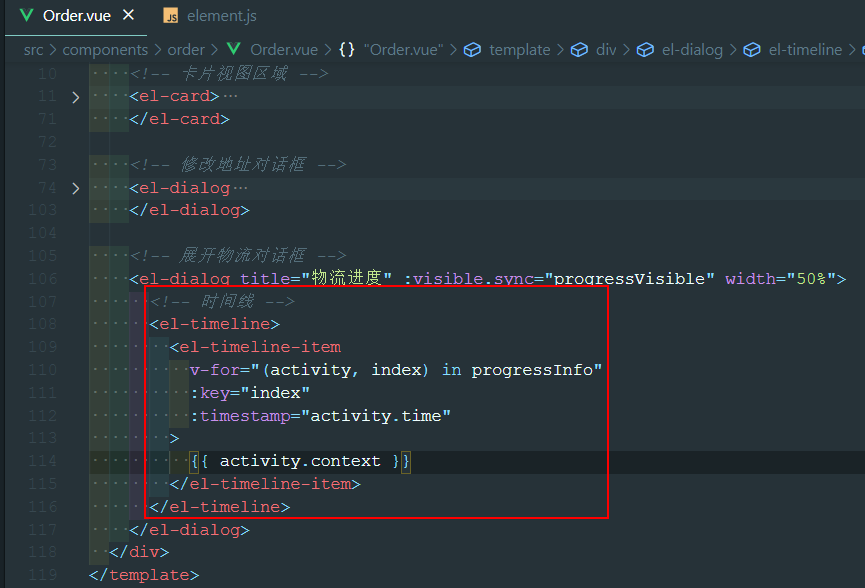 Order.vue × JS element.js
src > components > order > Order.vue > {} "Order.vue" > template > div > el-dialog > el-timeline >
10 <!-- 卡片视图区域 -->
11 > <el-card>…
71 </el-card>
72
73 <!-- 修改地址对话框 -->
74 > <el-dialog…
103 </el-dialog>
104
105 <!-- 展开物流对话框 -->
106 <el-dialog title="物流进度" :visible.sync="progressVisible" width="50%">
107 <!-- 时间线 -->
108 <el-timeline>
109 <el-timeline-item
110 v-for="(activity, index) in progressInfo"
111 :key="index"
112 :timestamp="activity.time"
113 >
114 {{ activity.context }}
115 </el-timeline-item>
116 </el-timeline>
117 </el-dialog>
118 </div>
119 </template>